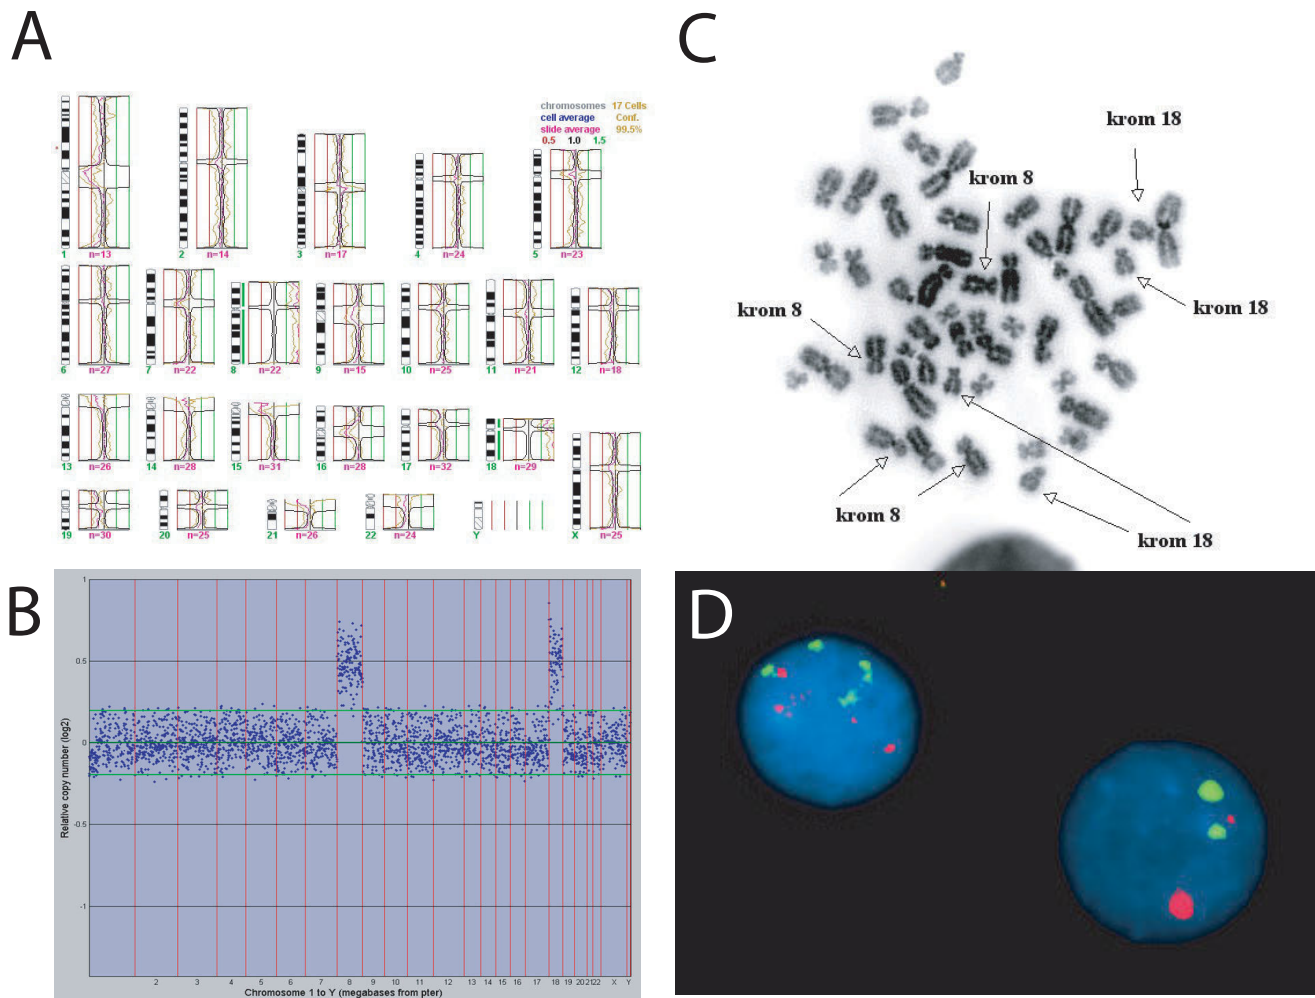 A
chromosomes 17 Cells
cell average Conf.
slide average 99.5%
0.5 1.0 1.5
1 n=13
2 n=14
3 n=17
4 n=24
5 n=23
6 n=27
7 n=22
8 n=22
9 n=15
10 n=25
11 n=21
12 n=18
13 n=26
14 n=28
15 n=31
16 n=28
17 n=32
18 n=29
19 n=30
20 n=25
21 n=26
22 n=24
Y
X n=25
B
Relative copy number (log2)
1
0.5
0
-0.5
-1
2 3 4 5 6 7 8 9 10 11 12 13 14 15 16 17 18 19 20 21 22 X Y
Chromosome 1 to Y (megabases from pter)
C
krom 18
krom 8
krom 18
krom 8
krom 8
krom 18
D